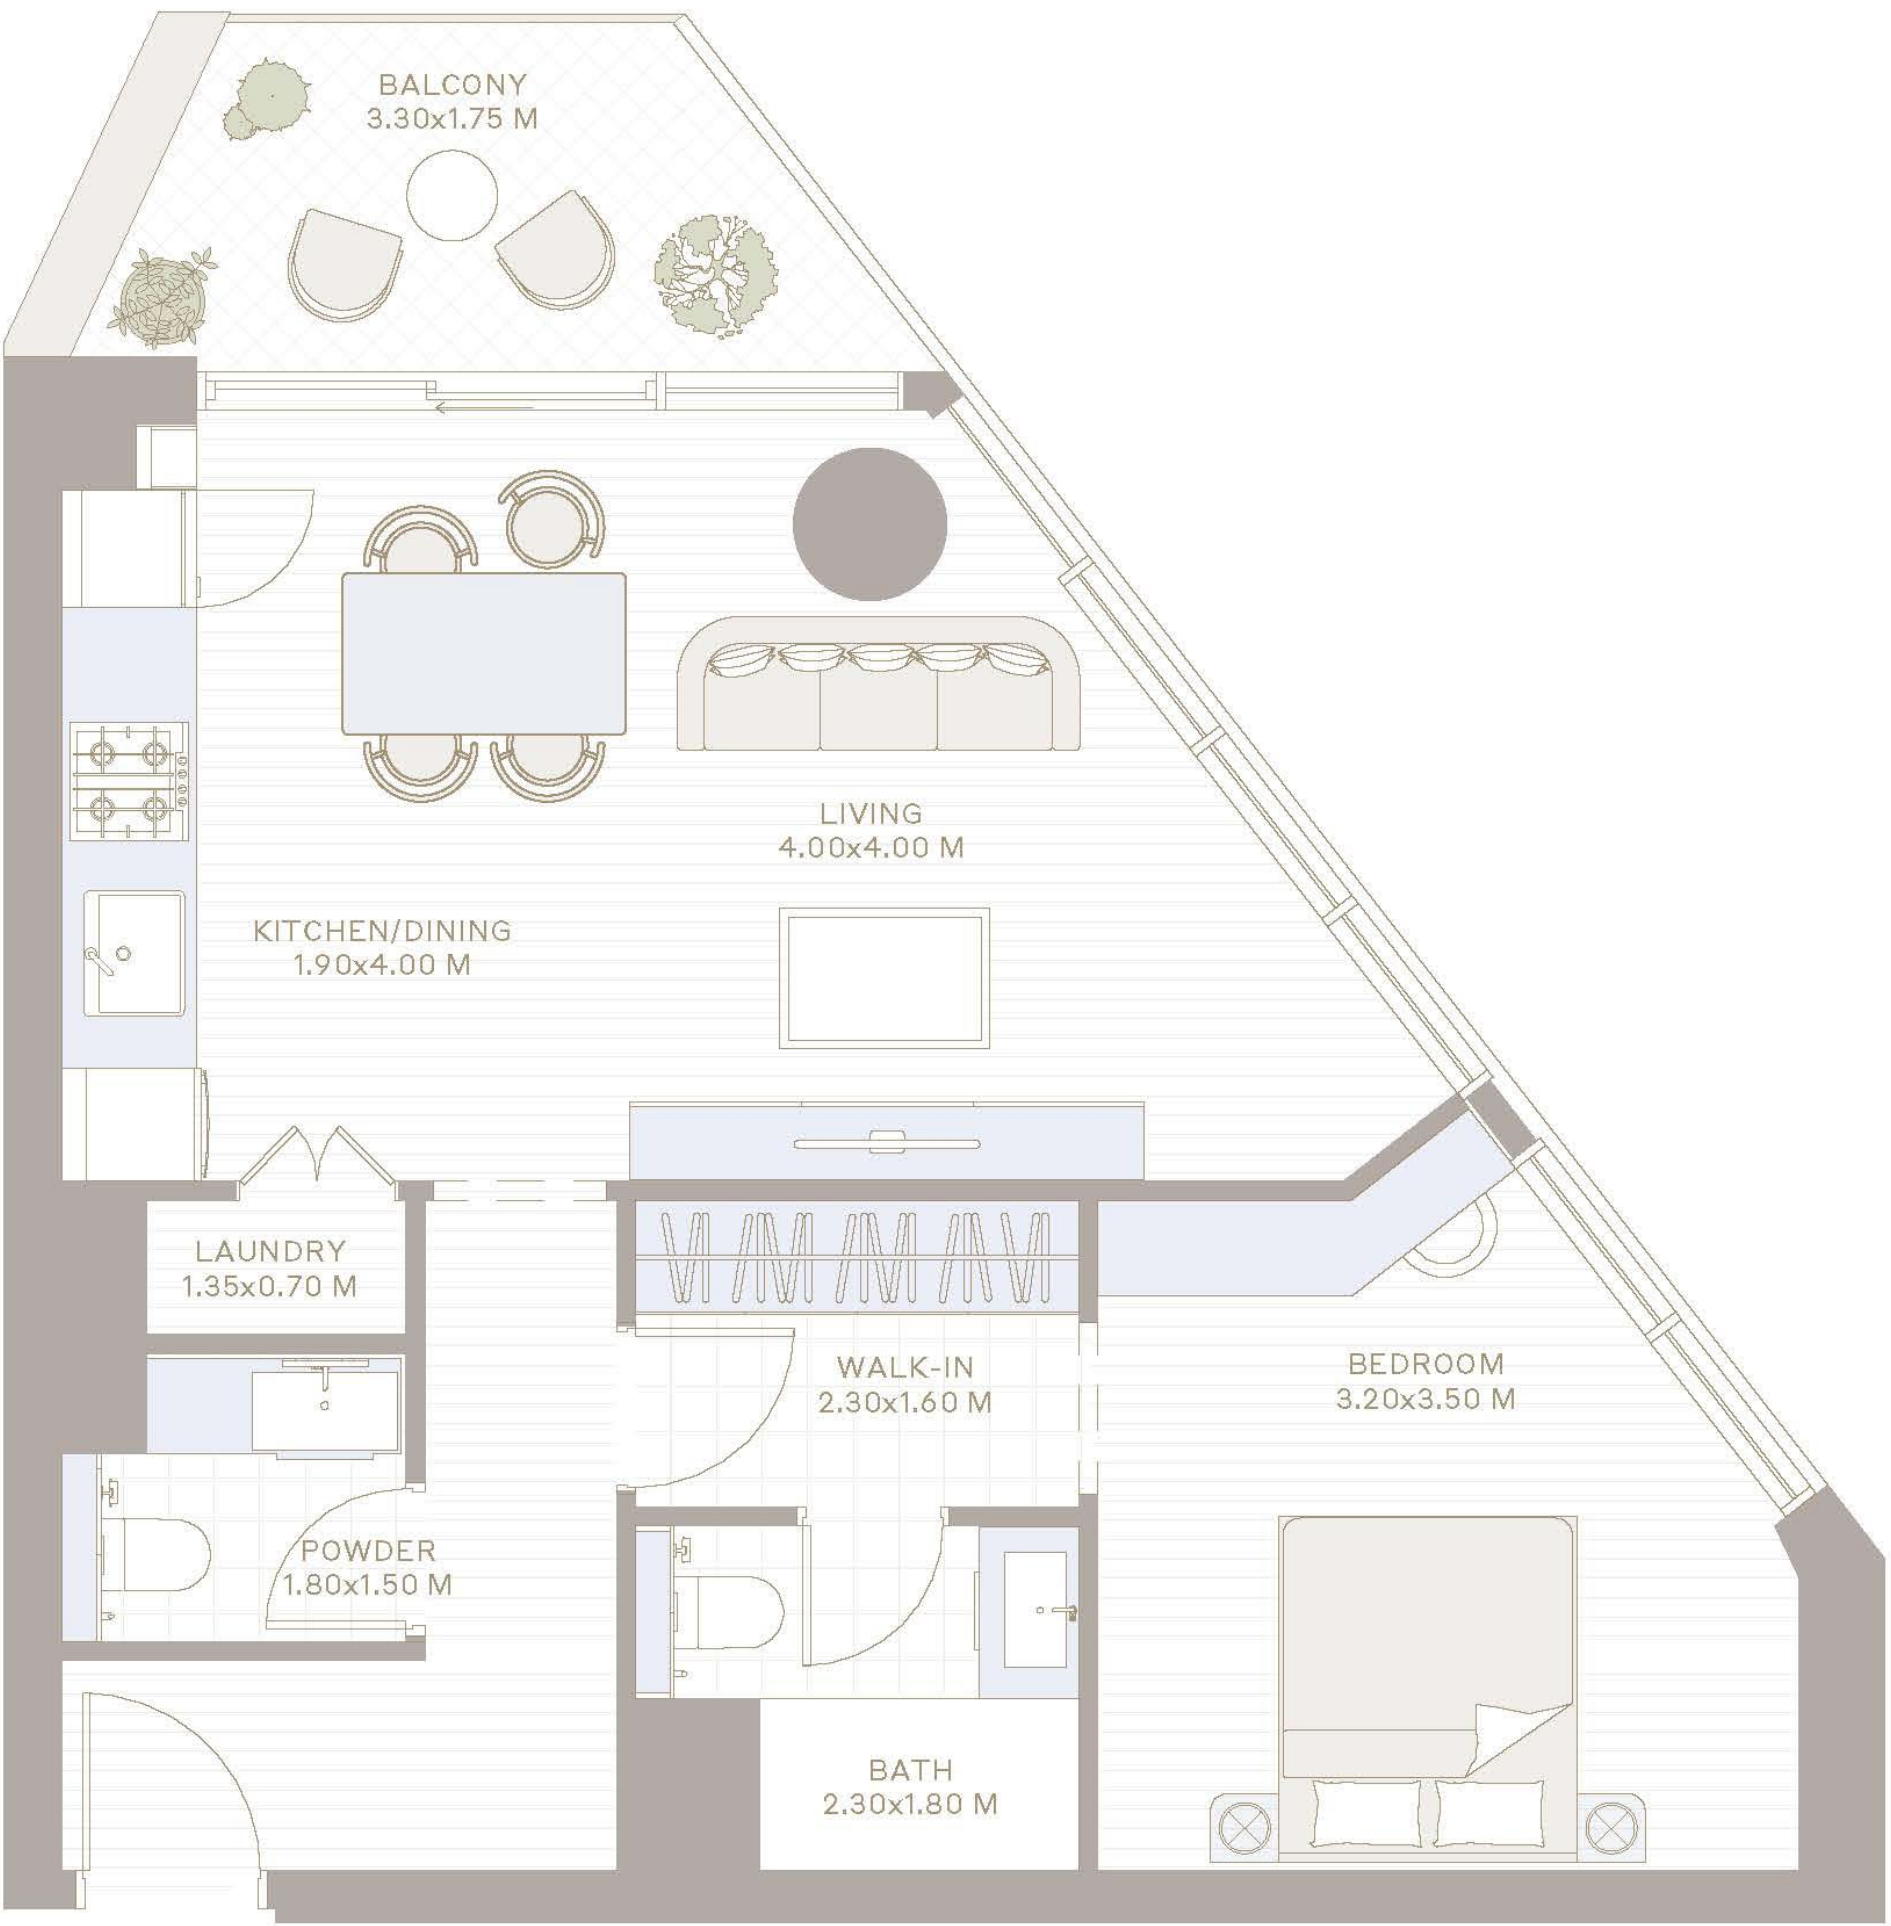 BALCONY
3.30x1.75 M
LIVING
4.00x4.00 M
KITCHEN/DINING
1.90x4.00 M
LAUNDRY
1.35x0.70 M
WALK-IN
2.30x1.60 M
BEDROOM
3.20x3.50 M
POWDER
1.80x1.50 M
BATH
2.30x1.80 M